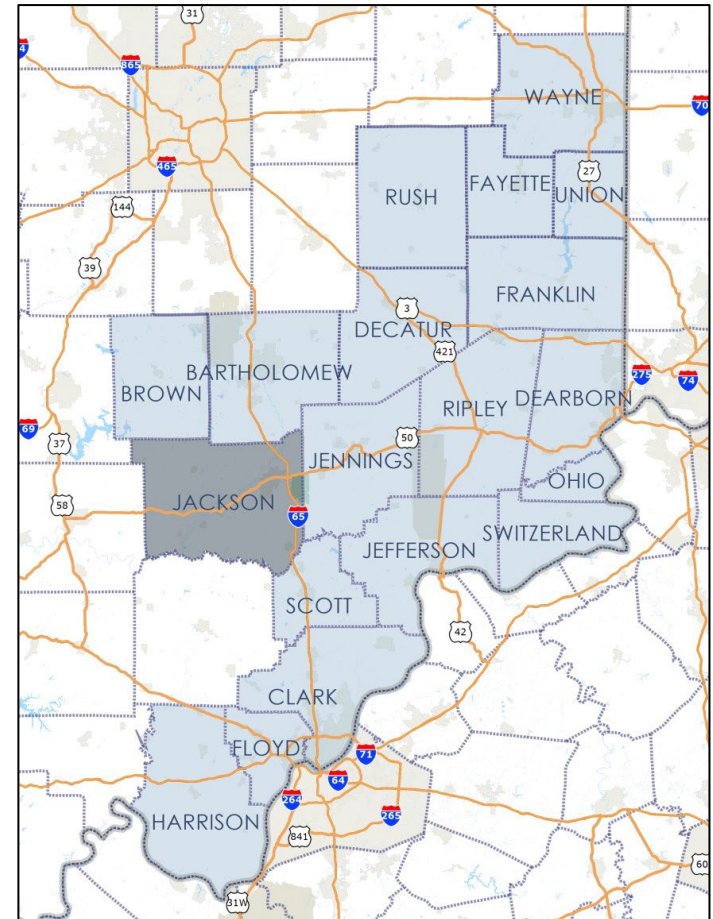 31
4
865
WAYNE
70
465
27
RUSH
FAYETTE
UNION
144
39
FRANKLIN
3
DECATUR
421
BARTHOLOMEW
BROWN
RIPLEY
DEARBORN
275
74
69
37
50
JENNINGS
OHIO
JACKSON
58
65
SWITZERLAND
JEFFERSON
SCOTT
42
CLARK
FLOYD
71
64
264
265
HARRISON
841
60
31W